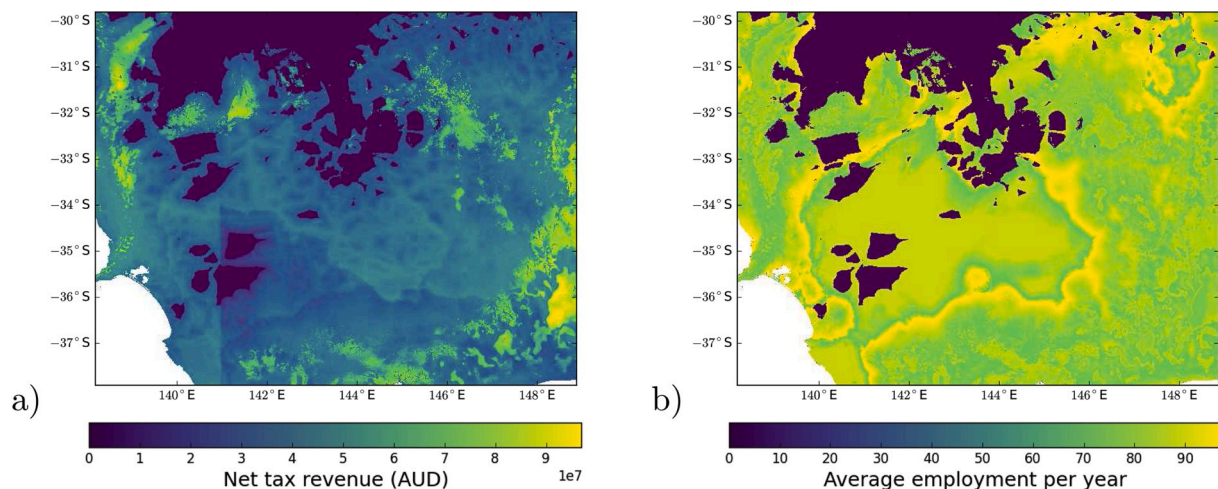 −30°S
−31°S
−32°S
−33°S
−34°S
−35°S
−36°S
−37°S
140°E 142°E 144°E 146°E 148°E
a)
0 1 2 3 4 5 6 7 8 9
Net tax revenue (AUD) 1e7
−30°S
−31°S
−32°S
−33°S
−34°S
−35°S
−36°S
−37°S
140°E 142°E 144°E 146°E 148°E
b)
0 10 20 30 40 50 60 70 80 90
Average employment per year